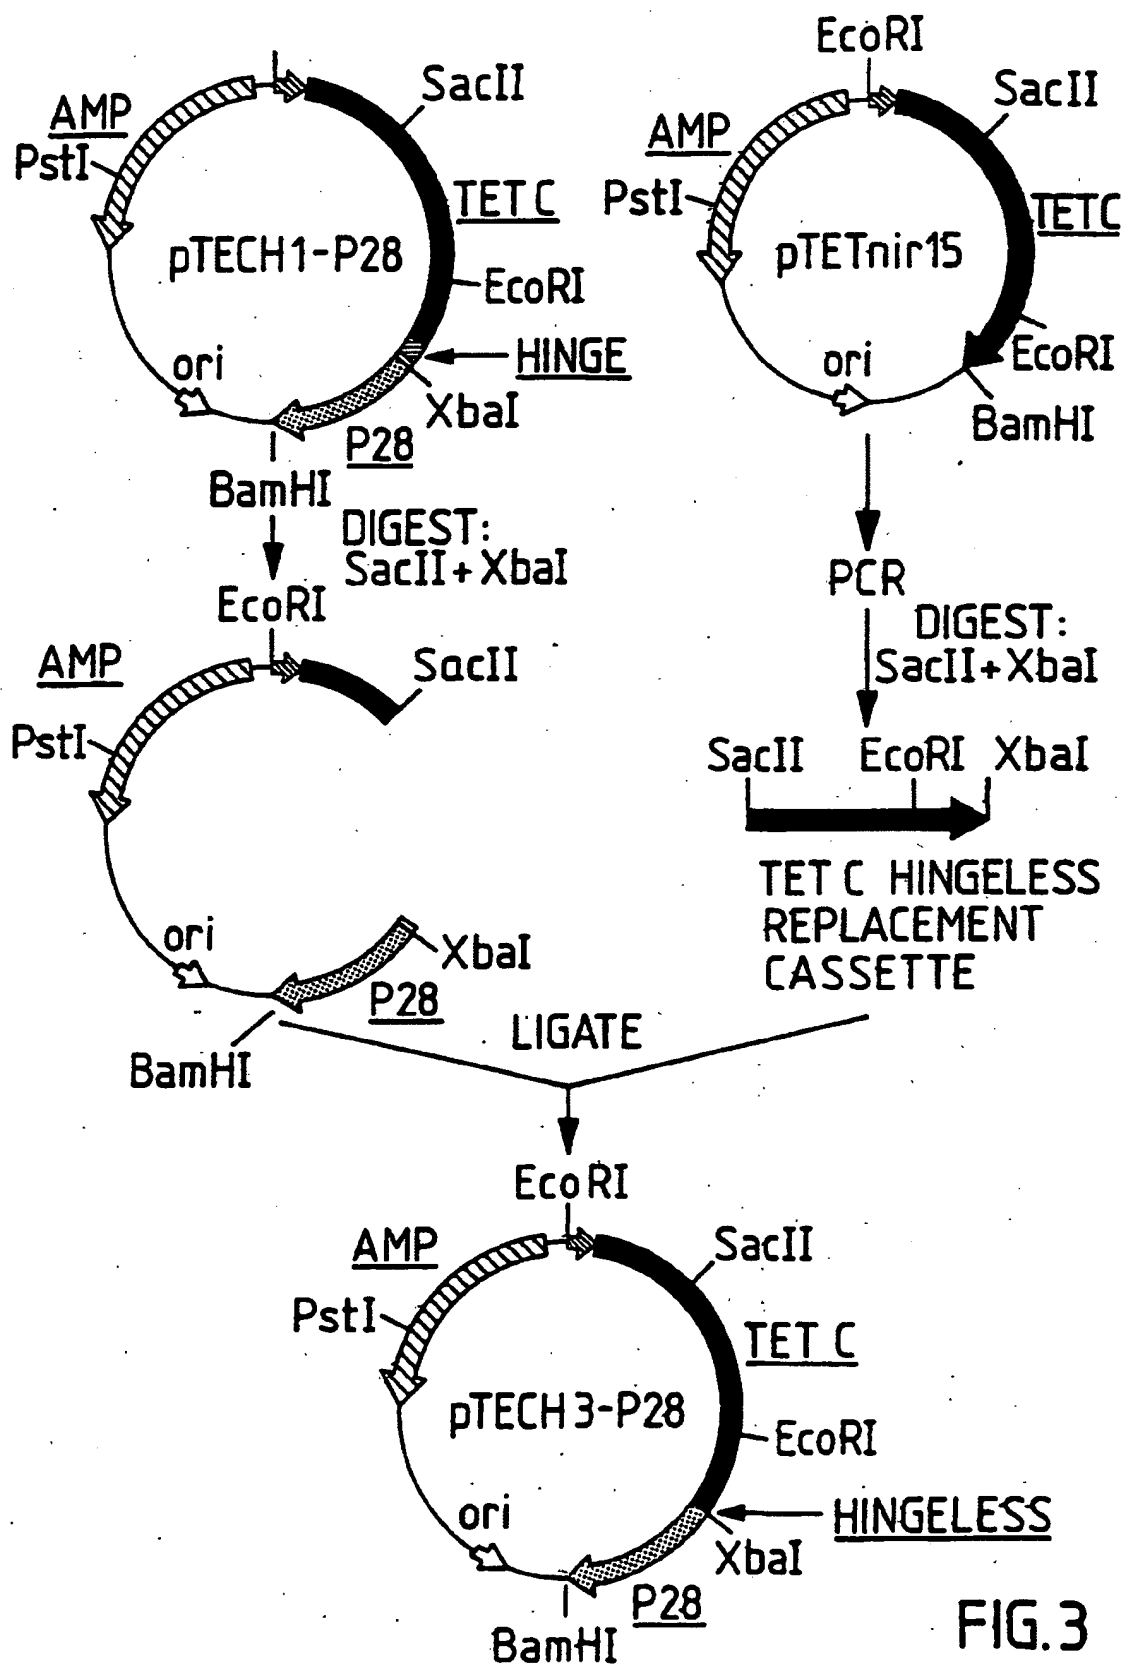 SacII
AMP
PstI
TET C
pTECH1-P28
EcoRI
HINGE
ori
XbaI
P28
BamHI
DIGEST:
SacII+XbaI
EcoRI
SacII
AMP
PstI
TETC
pTETnir15
ori
EcoRI
BamHI
PCR
DIGEST:
SacII+XbaI
SacII EcoRI XbaI
TET C HINGELESS
REPLACEMENT
CASSETTE
EcoRI
AMP
SacII
PstI
ori
XbaI
P28
BamHI
LIGATE
EcoRI
AMP
SacII
PstI
TET C
pTECH3-P28
EcoRI
ori
HINGELESS
XbaI
P28
BamHI
FIG.3